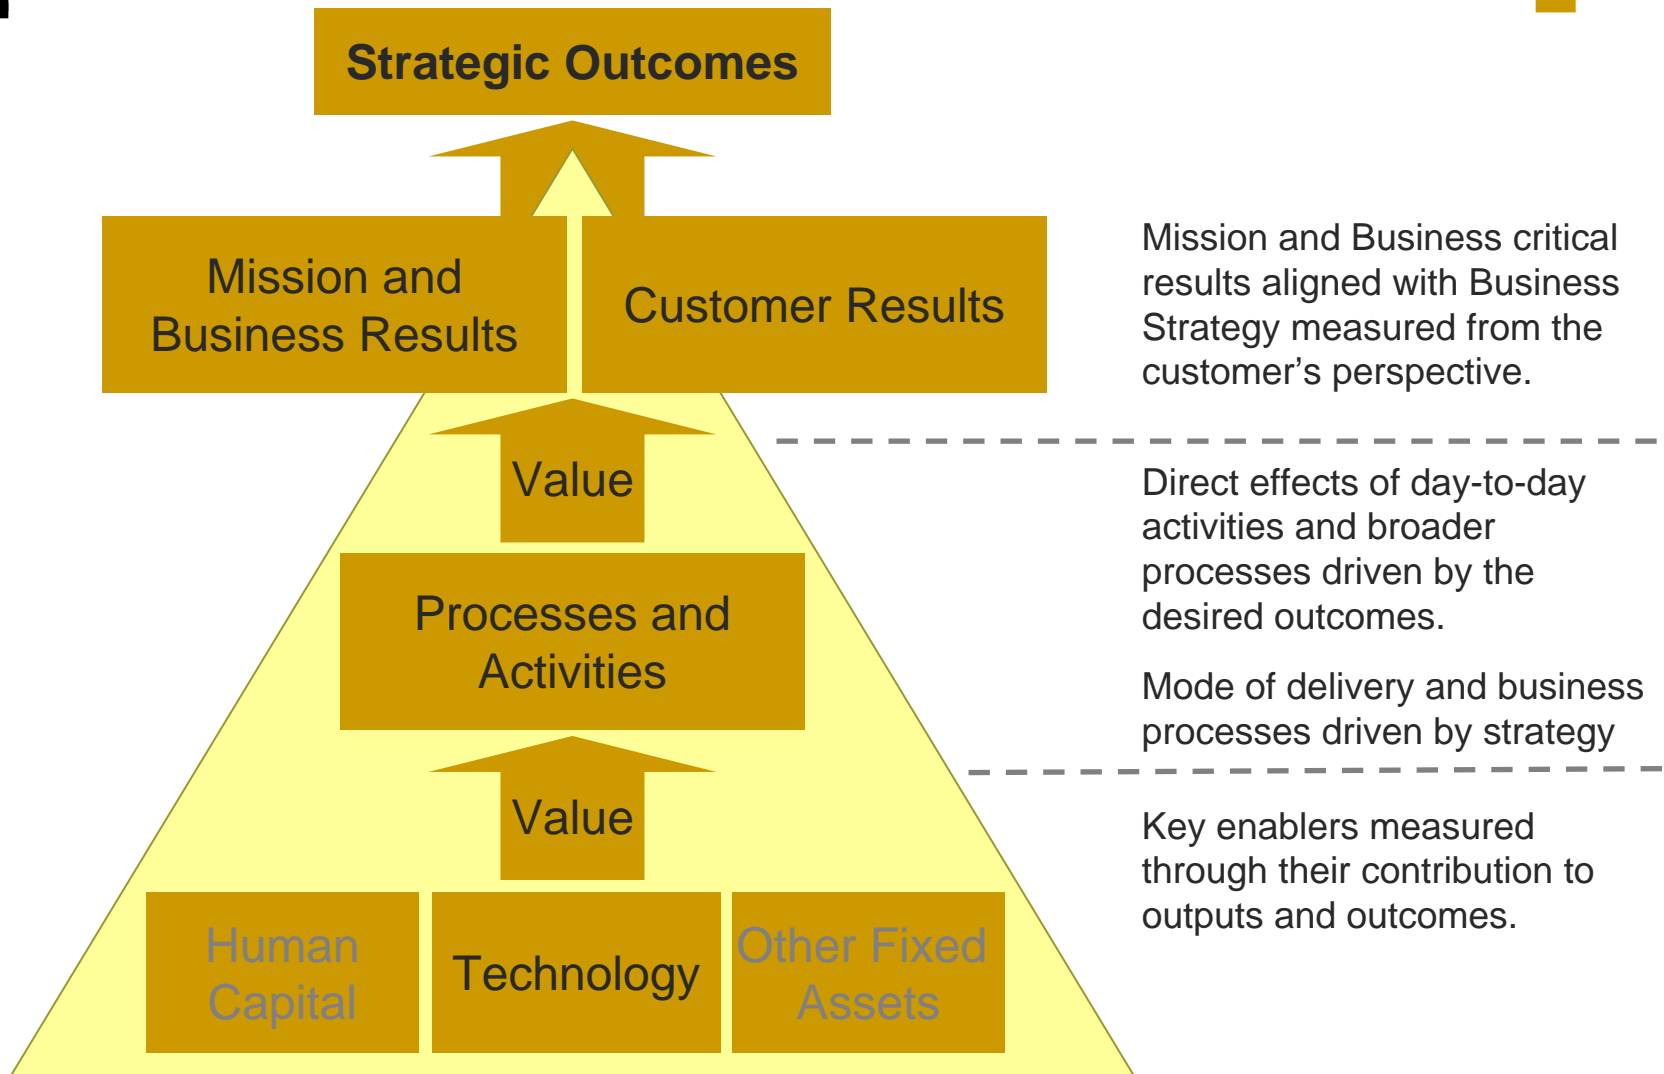 Strategic Outcomes
Mission and
Business Results
Customer Results
Mission and Business critical
results aligned with Business
Strategy measured from the
customer’s perspective.
Value
Direct effects of day-to-day
activities and broader
processes driven by the
desired outcomes.
Processes and
Activities
Mode of delivery and business
processes driven by strategy
Value
Key enablers measured
through their contribution to
outputs and outcomes.
Human
Capital
Technology
Other Fixed
Assets